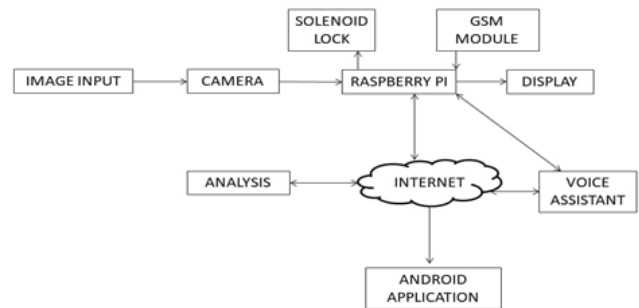 SOLENOID
LOCK
GSM
MODULE
IMAGE INPUT
CAMERA
RASPBERRY PI
DISPLAY
ANALYSIS
INTERNET
VOICE
ASSISTANT
ANDROID
APPLICATION